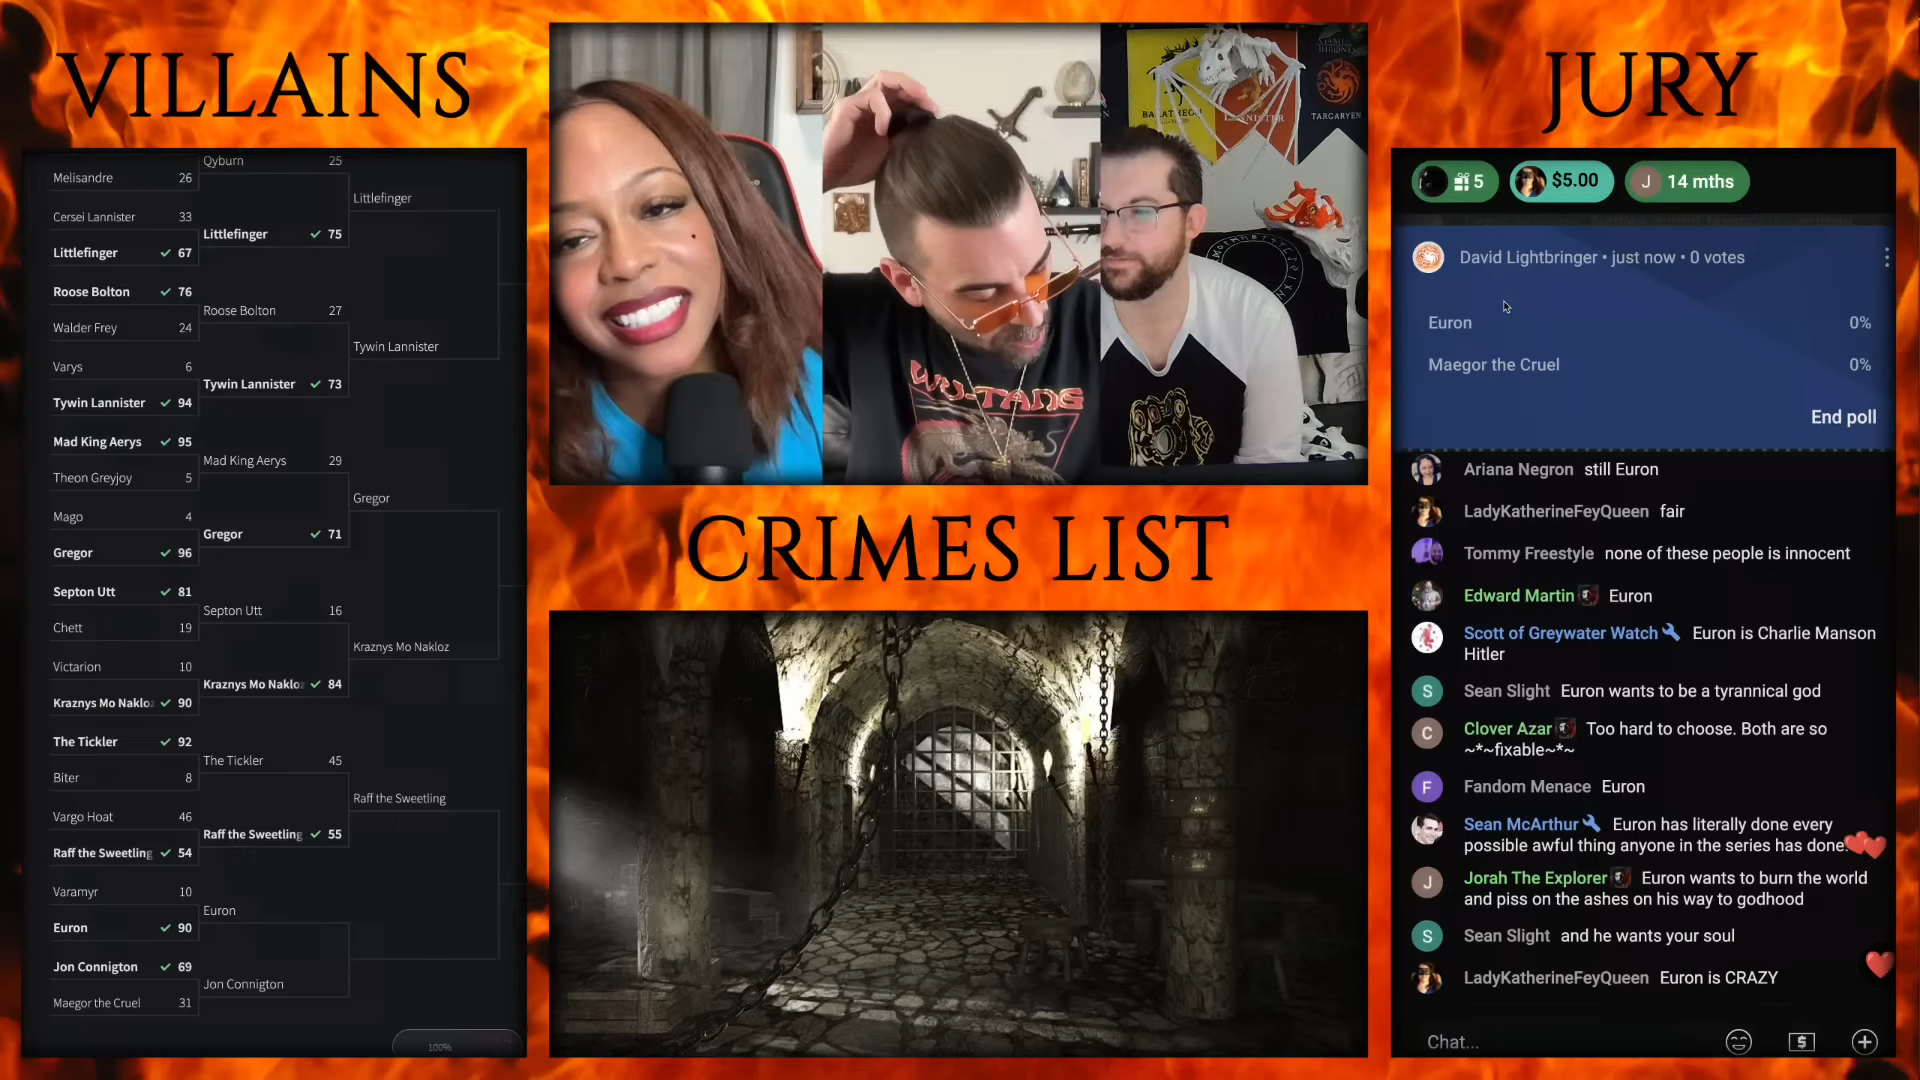 VILLAINS
JURY
CRIMES LIST
Melisandre 26
Cersei Lannister 33
Littlefinger 67
Roose Bolton 76
Walder Frey 24
Varys 6
Tywin Lannister 94
Mad King Aerys 95
Theon Greyjoy 5
Mago 4
Gregor 96
Septon Utt 81
Chett 19
Victarion 10
Kraznys Mo Naklo 90
The Tickler 92
Biter 8
Vargo Hoat 46
Raff the Sweetling 54
Varamyr 10
Euron 90
Jon Connigton 69
Maegor the Cruel 31
Qyburn 25
Littlefinger 75
Roose Bolton 27
Tywin Lannister 73
Mad King Aerys 29
Gregor 71
Septon Utt 16
Kraznys Mo Nakloz 84
The Tickler 45
Raff the Sweetling 55
Euron
Jon Connigton
Littlefinger
Tywin Lannister
Gregor
Kraznys Mo Nakloz
Raff the Sweetling
100%
GAME
THRONES
BARATHEON
LANNISTER
TARGARYEN
WU-TANG
5
$5.00
J 14 mths
David Lightbringer • just now • 0 votes
Euron 0%
Maegor the Cruel 0%
End poll
Ariana Negron still Euron
LadyKatherineFeyQueen fair
Tommy Freestyle none of these people is innocent
Edward Martin Euron
Scott of Greywater Watch Euron is Charlie Manson
Hitler
S Sean Slight Euron wants to be a tyrannical god
C Clover Azar Too hard to choose. Both are so
~*~fixable~*~
F Fandom Menace Euron
Sean McArthur Euron has literally done every
possible awful thing anyone in the series has done.
J Jorah The Explorer Euron wants to burn the world
and piss on the ashes on his way to godhood
S Sean Slight and he wants your soul
LadyKatherineFeyQueen Euron is CRAZY
Chat...